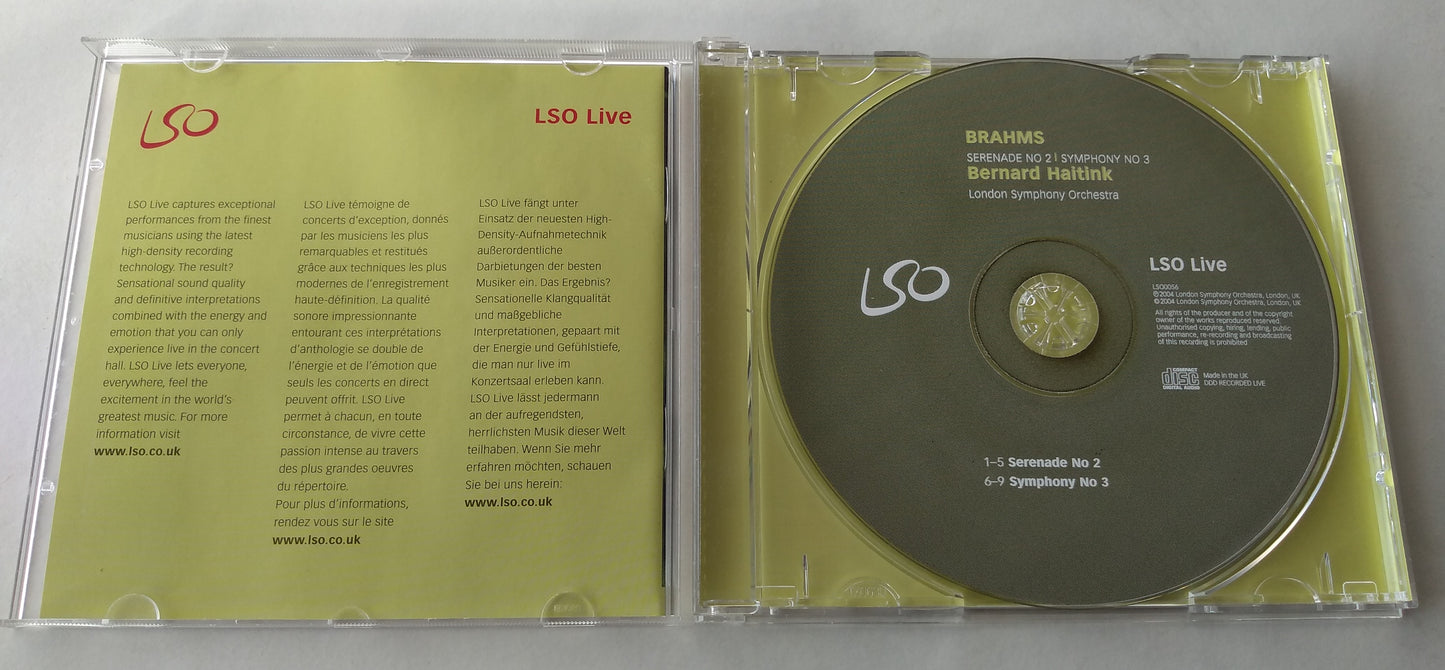 LSO
LSO Live
LSO Live captures exceptional
performances from the finest
musicians using the latest
high-density recording
technology. The result?
Sensational sound quality
and definitive interpretations
combined with the energy and
emotion that you can only
experience live in the concert
hall. LSO Live lets everyone,
everywhere, feel the
excitement in the world's
greatest music. For more
information visit
www.lso.co.uk
LSO Live témoigne de
concerts d'exception, donnés
par les musiciens les plus
remarquables et restitués
grâce aux techniques les plus
modernes de l'enregistrement
haute-définition. La qualité
sonore impressionnante
entourant ces interprétations
d'anthologie se double de
l'énergie et de l'émotion que
seuls les concerts en direct
peuvent offrit. LSO Live
permet à chacun, en toute
circonstance, de vivre cette
passion intense au travers
des plus grandes oeuvres
du répertoire.
Pour plus d'informations,
rendez vous sur le site
www.lso.co.uk
LSO Live fängt unter
Einsatz der neuesten High-
Density-Aufnahmetechnik
außerordentliche
Darbietungen der besten
Musiker ein. Das Ergebnis?
Sensationelle Klangqualität
und maßgebliche
Interpretationen, gepaart mit
der Energie und Gefühlstiefe,
die man nur live im
Konzertsaal erleben kann.
LSO Live lässt jedermann
an der aufregendsten,
herrlichsten Musik dieser Welt
teilhaben. Wenn Sie mehr
erfahren möchten, schauen
Sie bei uns herein:
www.lso.co.uk
BRAHMS
SERENADE NO 2 | SYMPHONY NO 3
Bernard Haitink
London Symphony Orchestra
LSO
LSO Live
LSO0056
℗2004 London Symphony Orchestra, London, UK
©2004 London Symphony Orchestra, London, UK
All rights of the producer and of the copyright
owner of the works reproduced reserved.
Unauthorised copying, hiring, lending, public
performance, re-recording and broadcasting
of this recording is prohibited
COMPACT
disc
DIGITAL AUDIO
Made in the UK
DDD RECORDED LIVE
1–5 Serenade No 2
6–9 Symphony No 3